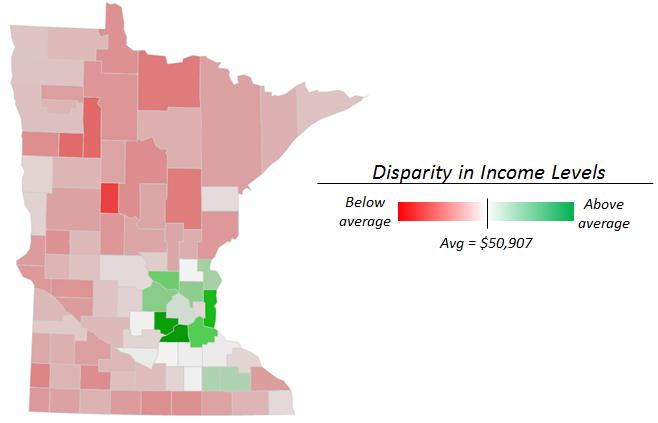 Disparity in Income Levels
Below
average
Above
average
Avg = $50,907